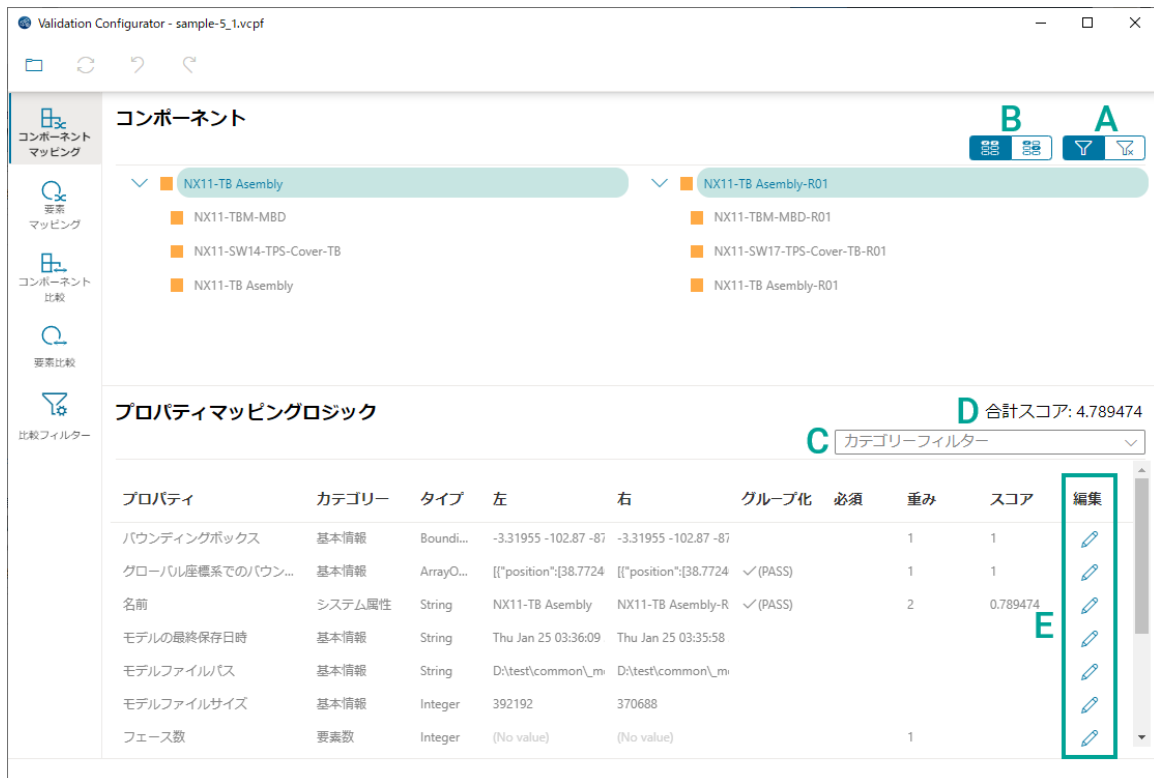 Validation Configurator - sample-5_1.vcpf
コンポーネント
マッピング
要素
マッピング
コンポーネント
比較
要素比較
比較フィルター
コンポーネント
B
A
NX11-TB Asembly
NX11-TBM-MBD
NX11-SW14-TPS-Cover-TB
NX11-TB Asembly
NX11-TB Asembly-R01
NX11-TBM-MBD-R01
NX11-SW17-TPS-Cover-TB-R01
NX11-TB Asembly-R01
プロパティマッピングロジック
D 合計スコア: 4.789474
C カテゴリーフィルター
プロパティ カテゴリー タイプ 左 右 グループ化 必須 重み スコア 編集
バウンディングボックス 基本情報 Boundi... -3.31955 -102.87 -87 -3.31955 -102.87 -87 1 1
グローバル座標系でのバウン... 基本情報 ArrayO... [{"position":[38.7724 [{"position":[38.7724 ✓(PASS) 1 1
名前 システム属性 String NX11-TB Asembly NX11-TB Asembly-R ✓(PASS) 2 0.789474
E
モデルの最終保存日時 基本情報 String Thu Jan 25 03:36:09 Thu Jan 25 03:35:58
モデルファイルパス 基本情報 String D:\test\common\_m D:\test\common\_m
モデルファイルサイズ 基本情報 Integer 392192 370688
フェース数 要素数 Integer (No value) (No value) 1